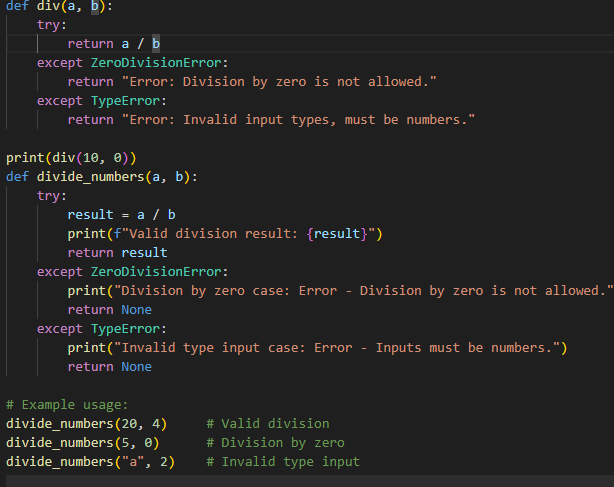 def div(a, b):
    try:
        return a / b
    except ZeroDivisionError:
        return "Error: Division by zero is not allowed."
    except TypeError:
        return "Error: Invalid input types, must be numbers."

print(div(10, 0))
def divide_numbers(a, b):
    try:
        result = a / b
        print(f"Valid division result: {result}")
        return result
    except ZeroDivisionError:
        print("Division by zero case: Error - Division by zero is not allowed."
        return None
    except TypeError:
        print("Invalid type input case: Error - Inputs must be numbers.")
        return None

# Example usage:
divide_numbers(20, 4)     # Valid division
divide_numbers(5, 0)      # Division by zero
divide_numbers("a", 2)    # Invalid type input